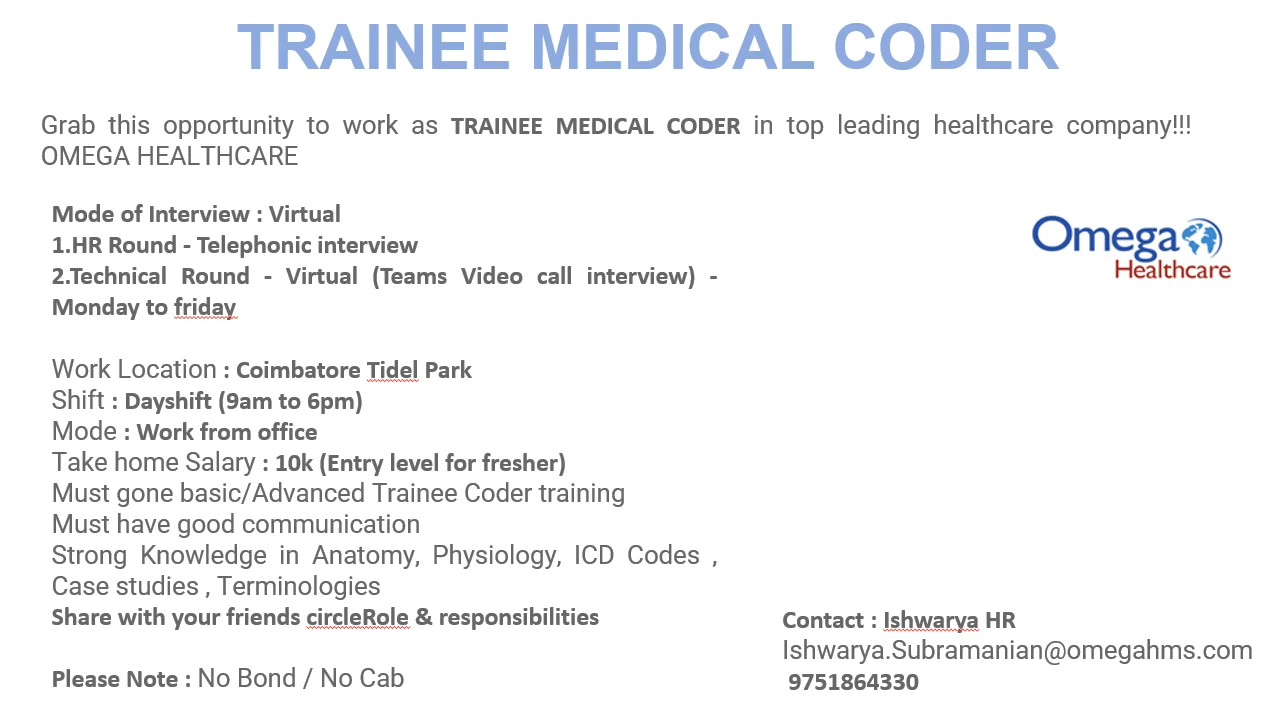 TRAINEE MEDICAL CODER
Grab this opportunity to work as TRAINEE MEDICAL CODER in top leading healthcare company!!!
OMEGA HEALTHCARE
Mode of Interview : Virtual
1.HR Round - Telephonic interview
2.Technical Round - Virtual (Teams Video call interview) -
Monday to friday
Omega
Healthcare
Work Location : Coimbatore Tidel Park
Shift : Dayshift (9am to 6pm)
Mode : Work from office
Take home Salary : 10k (Entry level for fresher)
Must gone basic/Advanced Trainee Coder training
Must have good communication
Strong Knowledge in Anatomy, Physiology, ICD Codes ,
Case studies , Terminologies
Share with your friends circleRole & responsibilities
Please Note : No Bond / No Cab
Contact : Ishwarya HR
Ishwarya.Subramanian@omegahms.com
9751864330